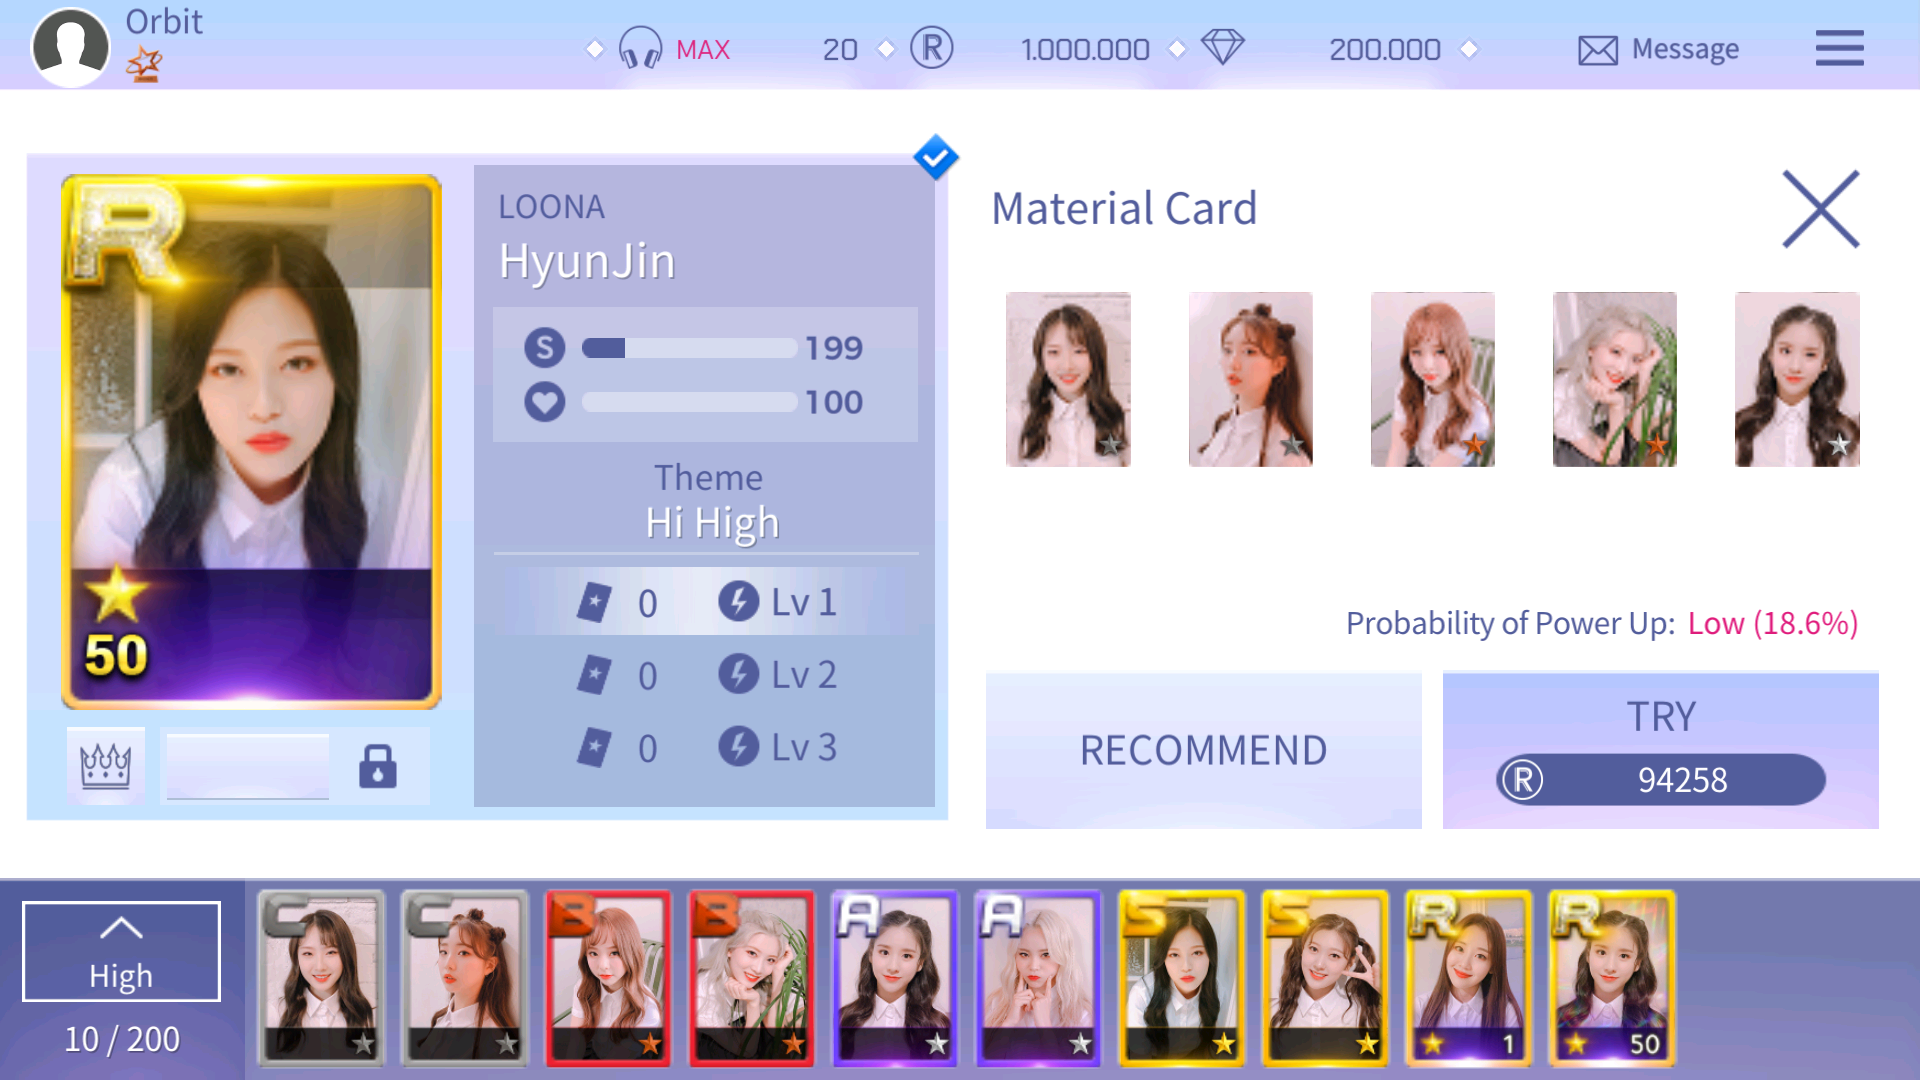 Orbit
MAX
20
R
1.000.000
200.000
Message
R
50
LOONA
HyunJin
S 199
100
Theme
Hi High
0 Lv 1
0 Lv 2
0 Lv 3
Material Card
Probability of Power Up: Low (18.6%)
RECOMMEND
TRY
R 94258
High
10 / 200
C
C
B
B
A
A
S
S
R
1
R
50